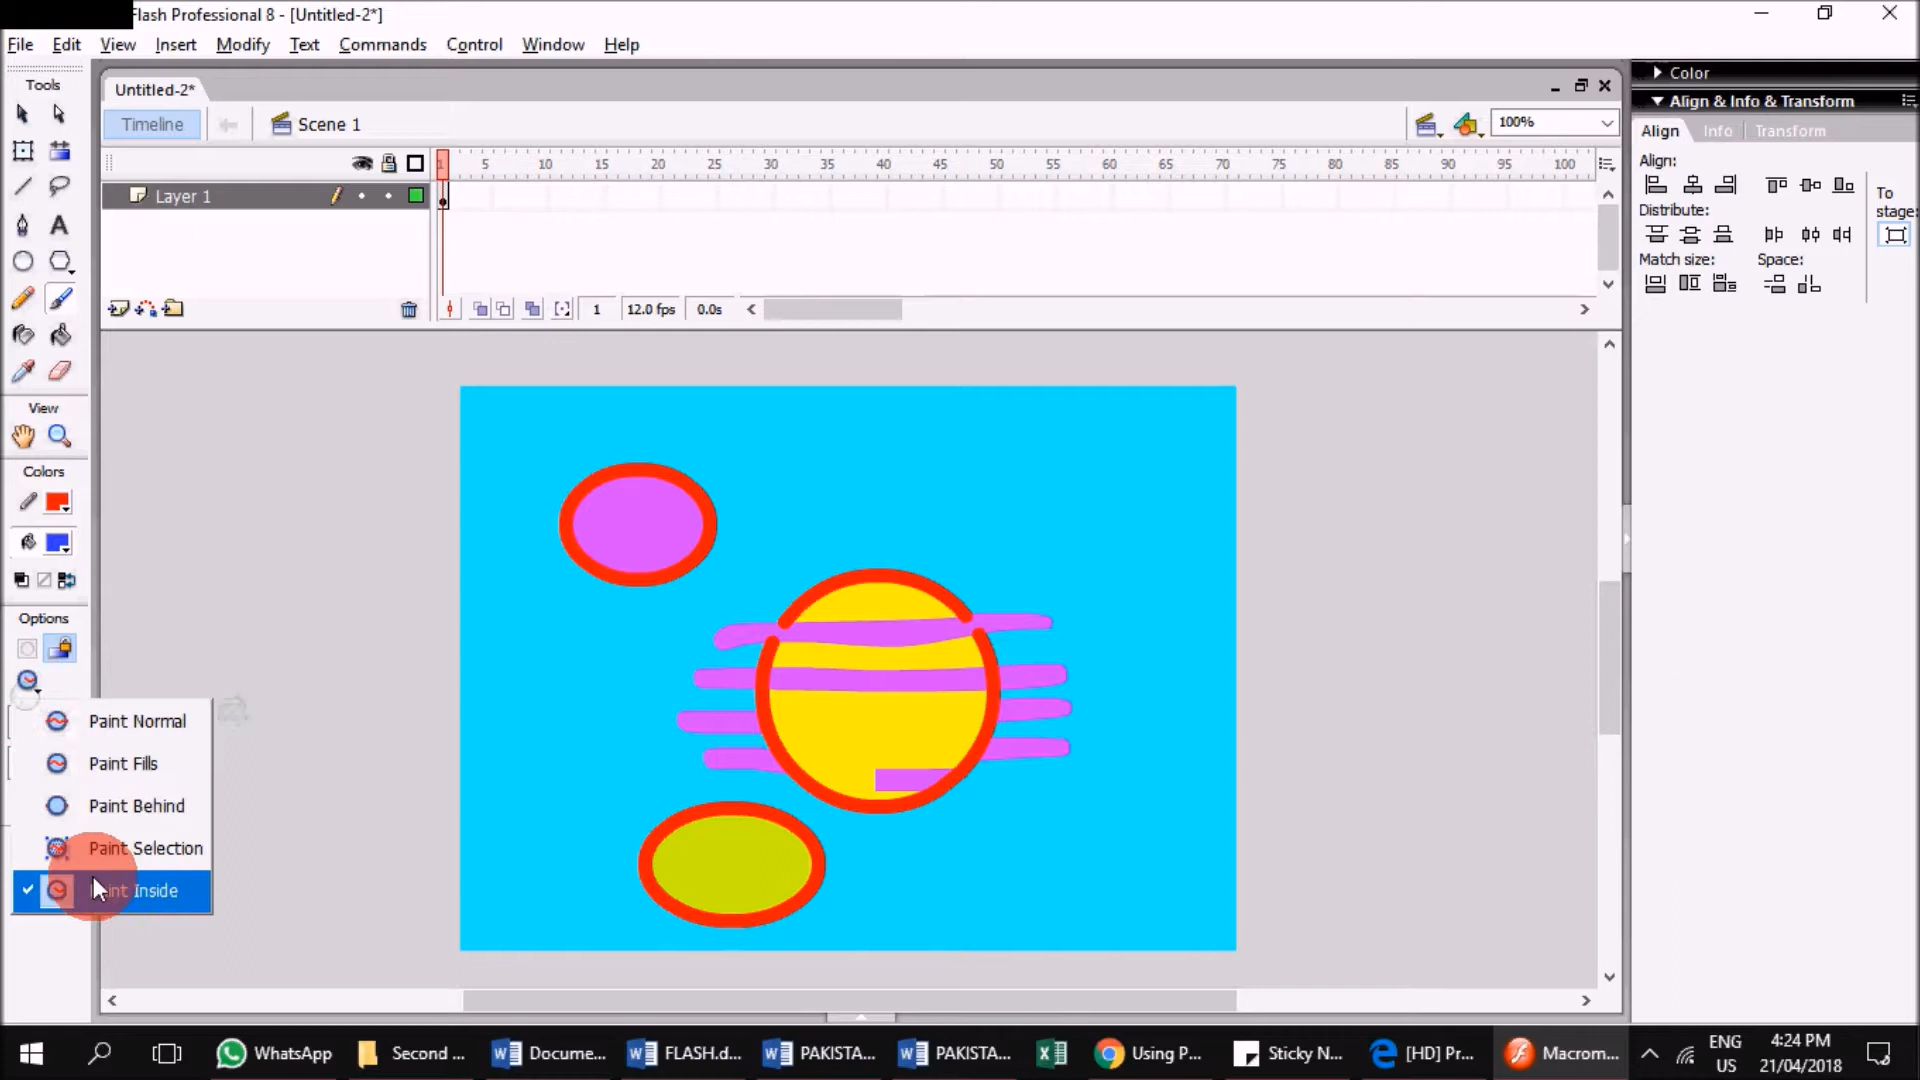 Flash Professional 8 - [Untitled-2*]
File Edit View Insert Modify Text Commands Control Window Help
Tools
Untitled-2*
Color
Align & Info & Transform
Timeline
Scene 1
100%
Align Info Transform
Align:
1 5 10 15 20 25 30 35 40 45 50 55 60 65 70 75 80 85 90 95 100
Layer 1
To
stage:
Distribute:
Match size: Space:
1 12.0 fps 0.0s
View
Colors
Options
Paint Normal
Paint Fills
Paint Behind
Paint Selection
Paint Inside
WhatsApp
Second ...
Docume...
FLASH.d...
PAKISTA...
PAKISTA...
Using P...
Sticky N...
[HD] Pr...
Macrom...
ENG
US
4:24 PM
21/04/2018